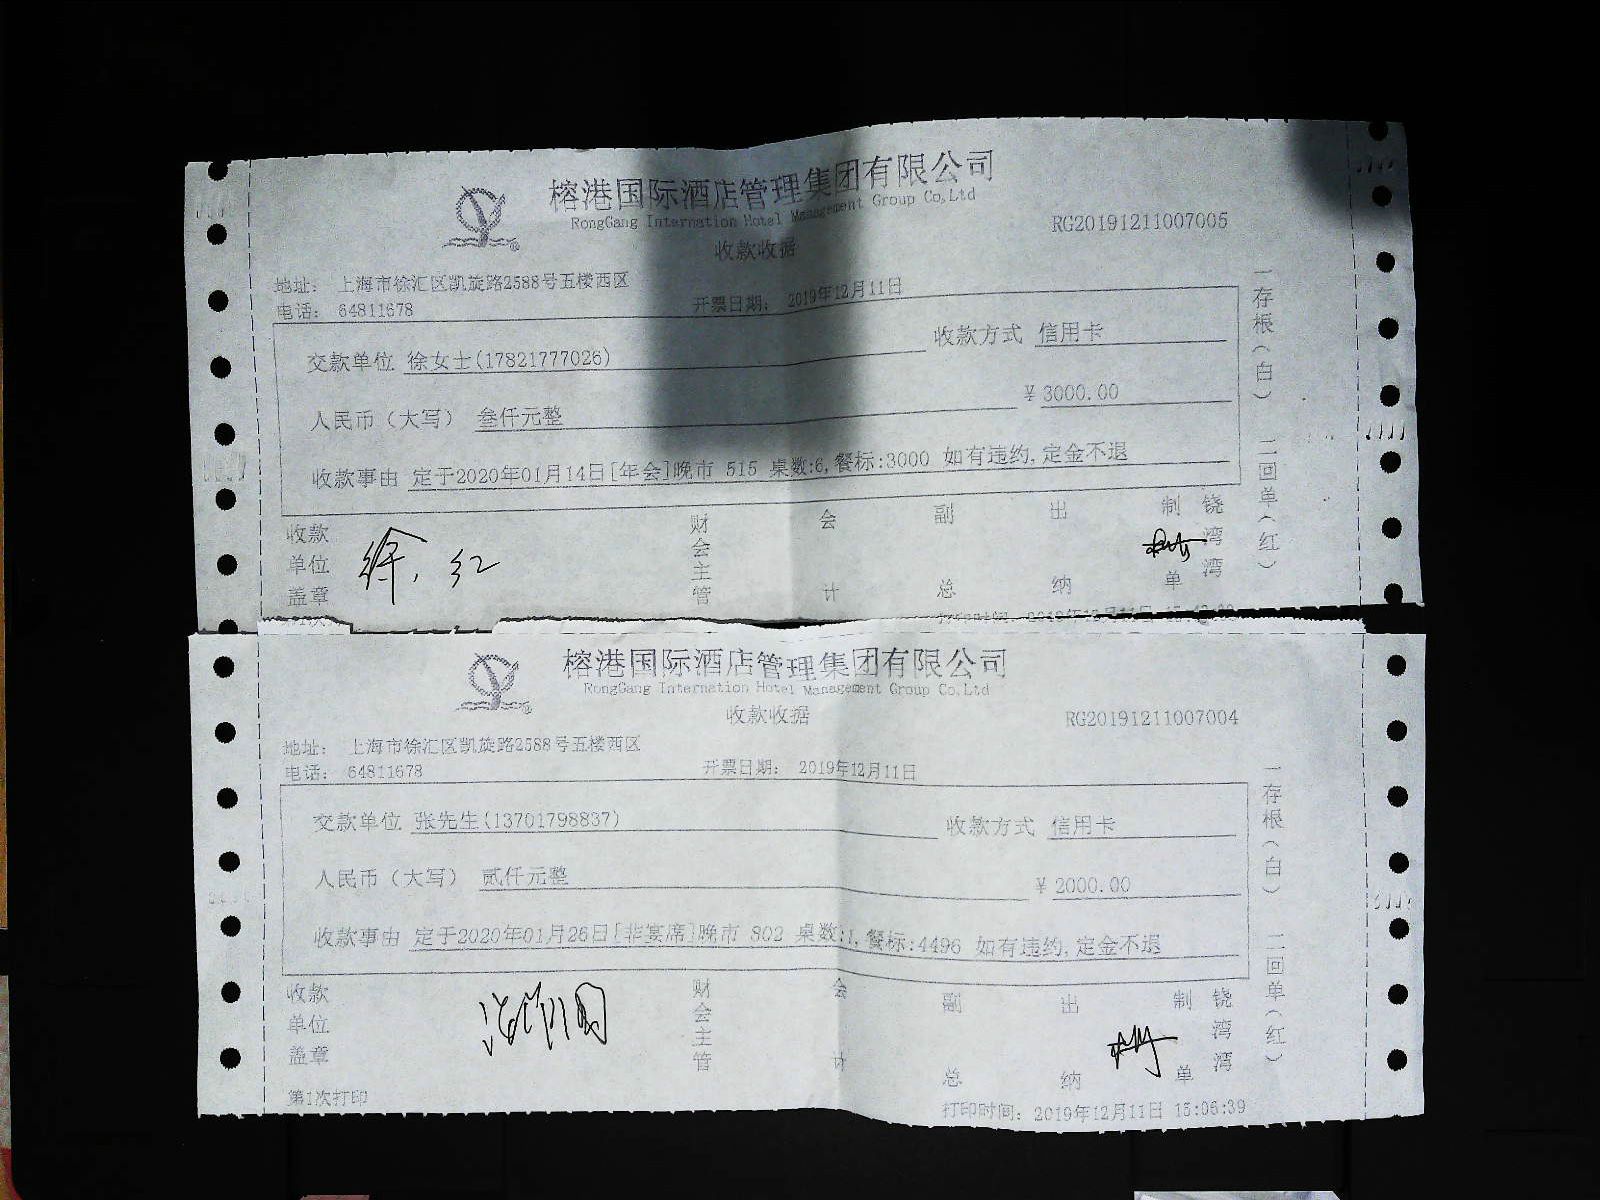 榕港国际酒店管理集团有限公司
RongGang Internation Hotel Management Group Co,Ltd
收款收据
RG20191211007005
地址： 上海市徐汇区凯旋路2588号五楼西区
电话： 64811678
开票日期： 2019年12月11日
交款单位 徐女士(17821777026)
收款方式 信用卡
人民币（大写） 叁仟元整
¥ 3000.00
收款事由 定于2020年01月14日[年会]晚市 515 桌数:6,餐标:3000 如有违约,定金不退
收款单位盖章
徐红
财会主管
会计
副总
出纳
制单
铙湾湾
一存根（白）
二回单（红）
榕港国际酒店管理集团有限公司
RongGang Internation Hotel Management Group Co,Ltd
收款收据
RG20191211007004
地址： 上海市徐汇区凯旋路2588号五楼西区
电话： 64811678
开票日期： 2019年12月11日
交款单位 张先生(13701798837)
收款方式 信用卡
人民币（大写） 贰仟元整
¥ 2000.00
收款事由 定于2020年01月26日[非宴席]晚市 802 桌数:1,餐标:4496 如有违约,定金不退
收款单位盖章
财会主管
会计
副总
出纳
制单
铙湾湾
一存根（白）
二回单（红）
第1次打印
打印时间： 2019年12月11日 15:06:39